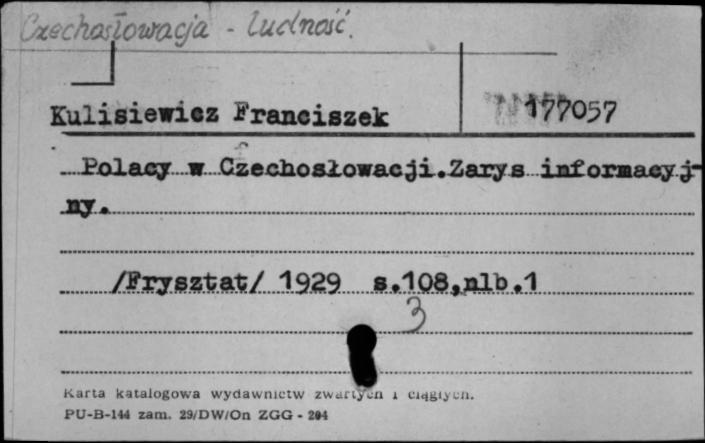 Czechosłowacja - ludność.
Kulisiewicz Franciszek 177057
Polacy w Czechosłowacji.Zarys informacyj-
ny.
/Frysztat/ 1929 s.108,nlb.1
3
Karta katalogowa wydawnictw zwartych i ciągłych.
PU-B-144 zam. 29/DW/On ZGG - 204